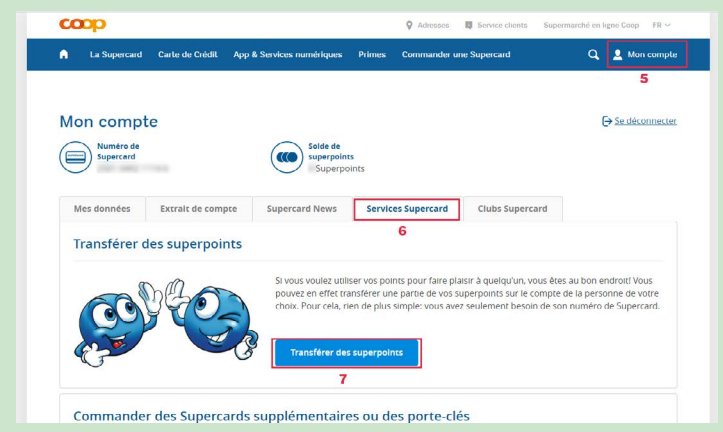 coop
Adresses Service clients Supermarché en ligne Coop FR
La Supercard Carte de Crédit App & Services numériques Primes Commander une Supercard Mon compte
5
Mon compte
Se déconnecter
Numéro de
Supercard
Solde de
superpoints
Superpoints
Mes données Extrait de compte Supercard News Services Supercard Clubs Supercard
6
Transférer des superpoints
Si vous voulez utiliser vos points pour faire plaisir à quelqu'un, vous êtes au bon endroit! Vous
pouvez en effet transférer une partie de vos superpoints sur le compte de la personne de votre
choix. Pour cela, rien de plus simple: vous avez seulement besoin de son numéro de Supercard.
Transférer des superpoints
7
Commander des Supercards supplémentaires ou des porte-clés